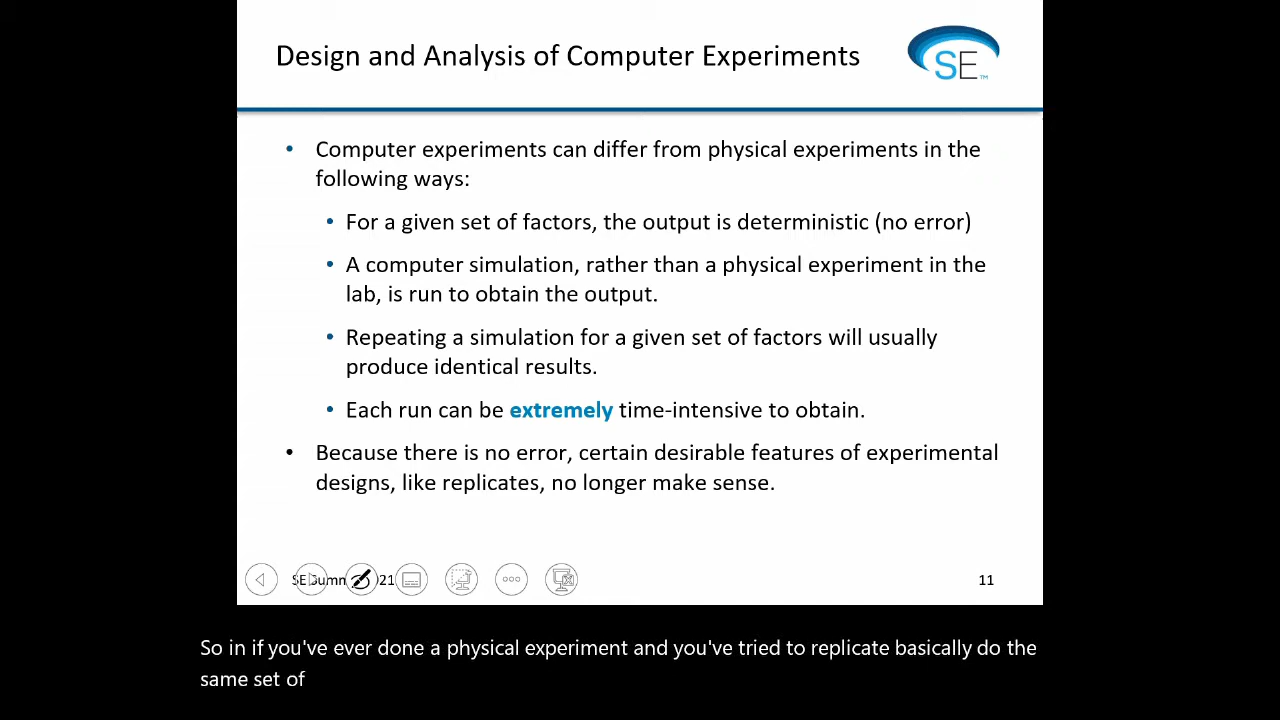 Design and Analysis of Computer Experiments
SE™
• Computer experiments can differ from physical experiments in the
following ways:
• For a given set of factors, the output is deterministic (no error)
• A computer simulation, rather than a physical experiment in the
lab, is run to obtain the output.
• Repeating a simulation for a given set of factors will usually
produce identical results.
• Each run can be extremely time-intensive to obtain.
• Because there is no error, certain desirable features of experimental
designs, like replicates, no longer make sense.
SE 21
11
So in if you've ever done a physical experiment and you've tried to replicate basically do the
same set of